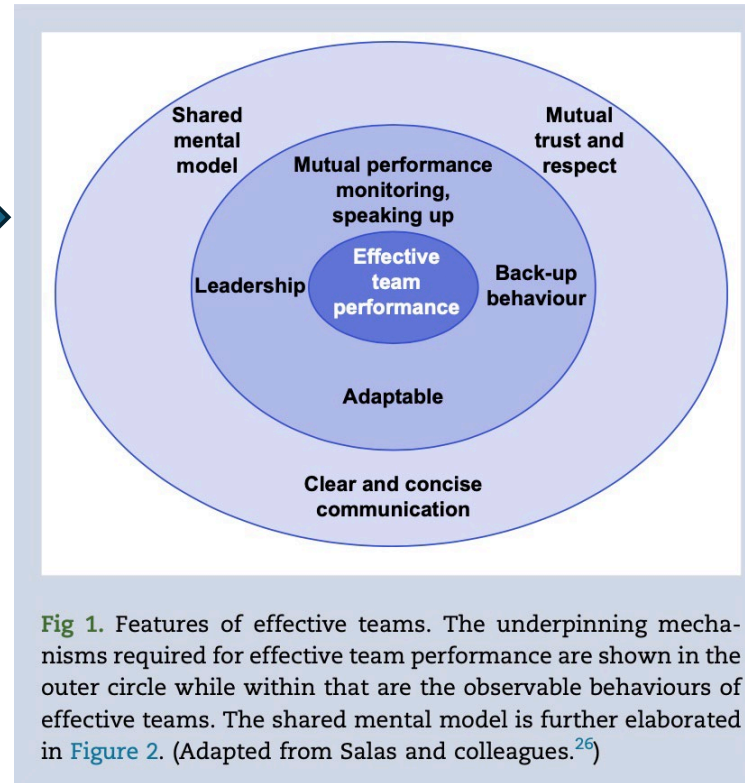 Shared
mental
model
Mutual
trust and
respect
Mutual performance
monitoring,
speaking up
Effective
team
performance
Leadership
Back-up
behaviour
Adaptable
Clear and concise
communication
Fig 1. Features of effective teams. The underpinning mecha-
nisms required for effective team performance are shown in the
outer circle while within that are the observable behaviours of
effective teams. The shared mental model is further elaborated
in Figure 2. (Adapted from Salas and colleagues.26)